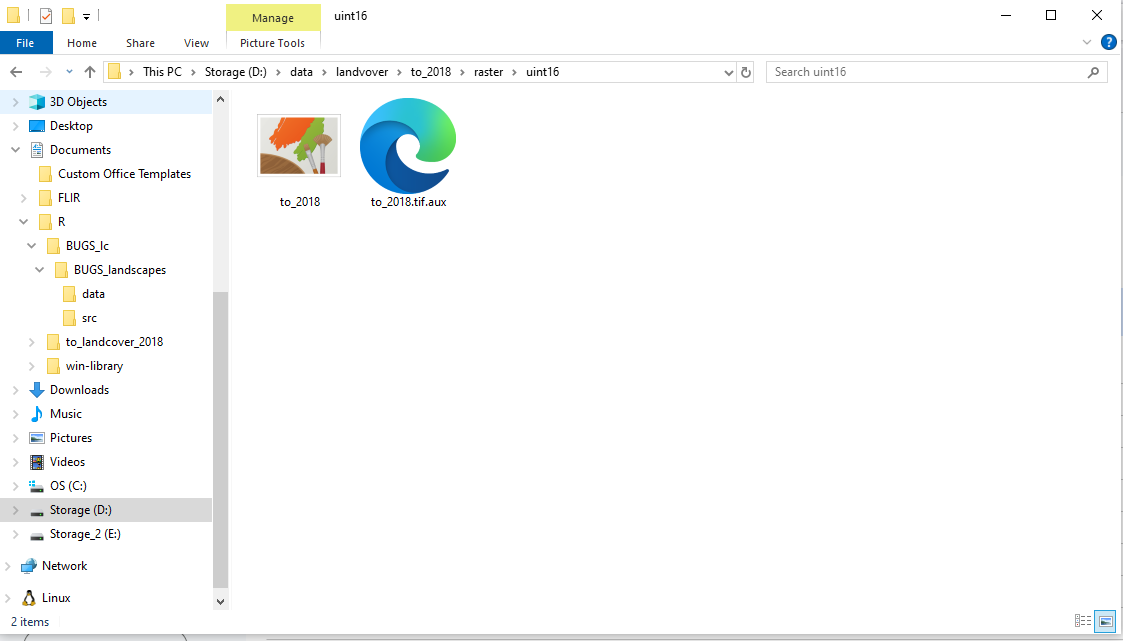 Manage
uint16
File
Home
Share
View
Picture Tools
This PC
Storage (D:)
data
landvover
to_2018
raster
uint16
Search uint16
3D Objects
Desktop
Documents
Custom Office Templates
FLIR
R
BUGS_lc
BUGS_landscapes
data
src
to_landcover_2018
win-library
Downloads
Music
Pictures
Videos
OS (C:)
Storage (D:)
Storage_2 (E:)
Network
Linux
to_2018
to_2018.tif.aux
2 items